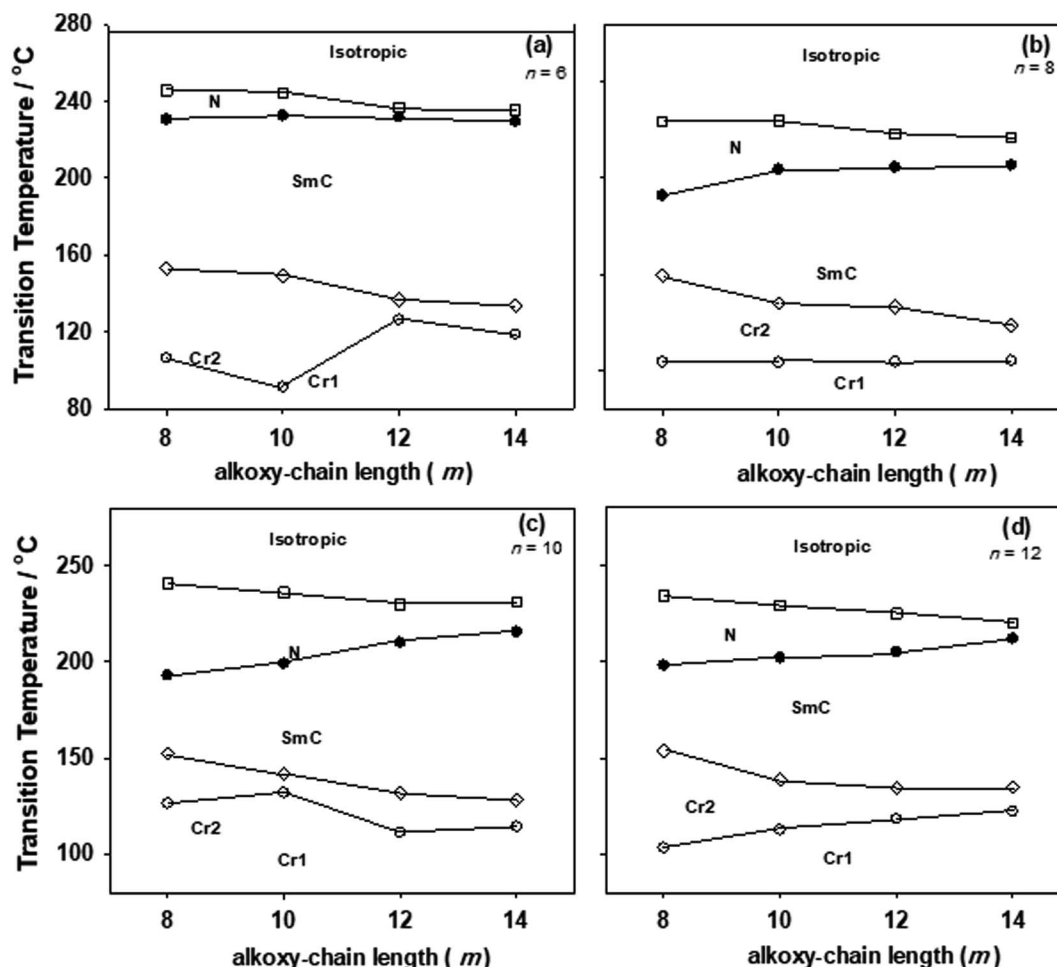 Transition Temperature / °C
280
240
200
160
120
80
Isotropic
(a)
n = 6
N
SmC
Cr2
Cr1
8 10 12 14
alkoxy-chain length ( m)
Isotropic
(b)
n = 8
N
SmC
Cr2
Cr1
8 10 12 14
alkoxy-chain length ( m)
Transition Temperature / °C
250
200
150
100
Isotropic
(c)
n = 10
N
SmC
Cr2
Cr1
8 10 12 14
alkoxy-chain length ( m)
Isotropic
(d)
n = 12
N
SmC
Cr2
Cr1
8 10 12 14
alkoxy-chain length (m)